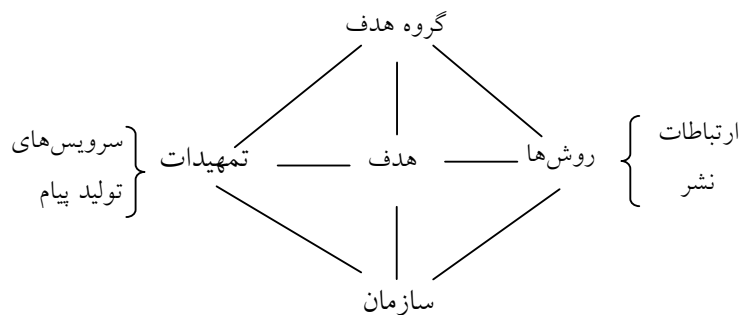 گروه هدف
ارتباطات
نشر
روش‌ها
هدف
تمهیدات
سرویس‌های
تولید پیام
سازمان